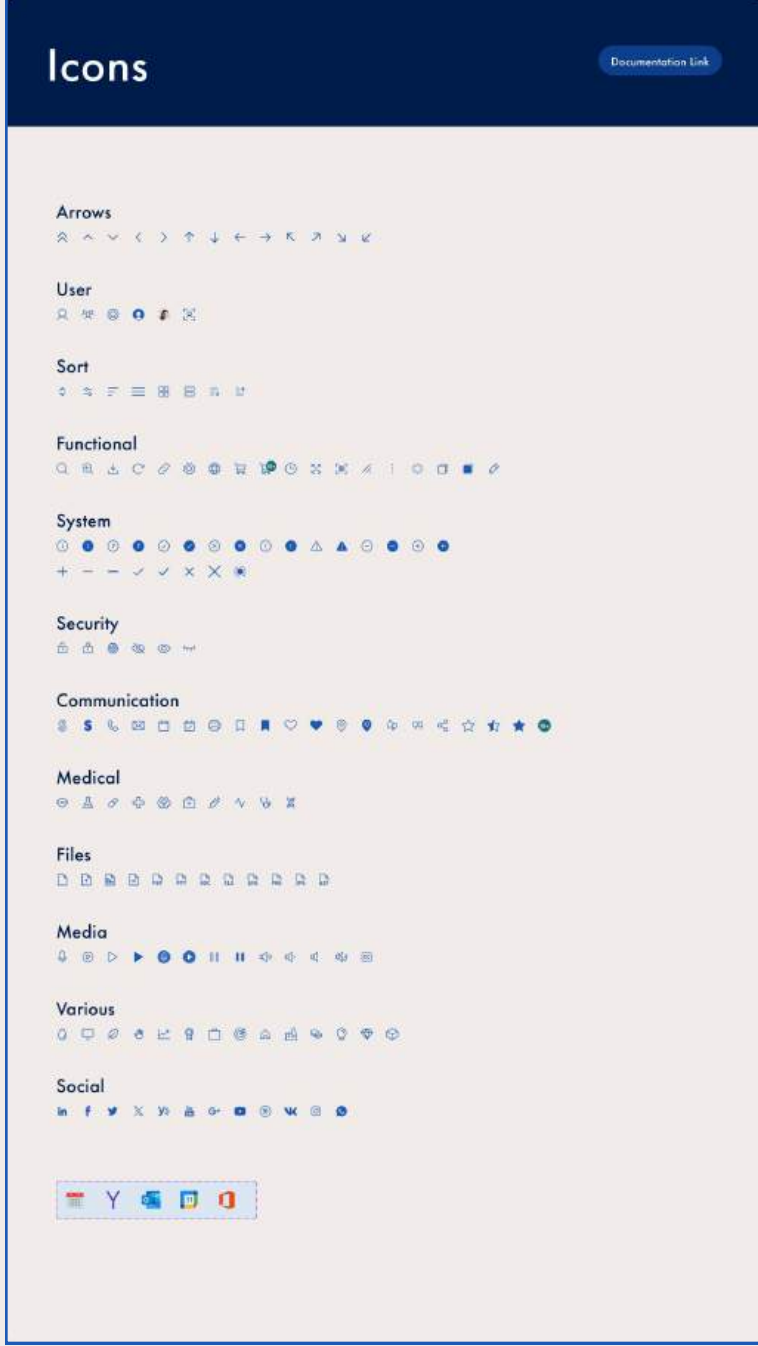 Icons
Documentation Link
Arrows
User
Sort
Functional
System
Security
Communication
Medical
Files
Media
Various
Social